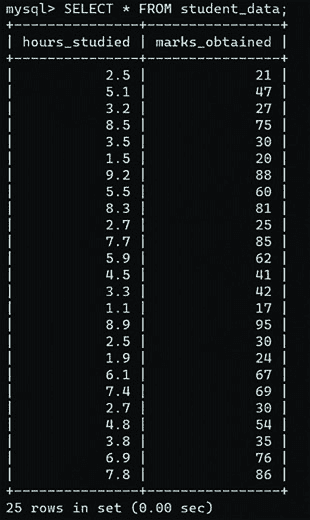 mysql> SELECT * FROM student_data;
+---------------+----------------+
| hours_studied | marks_obtained |
+---------------+----------------+
|           2.5 |             21 |
|           5.1 |             47 |
|           3.2 |             27 |
|           8.5 |             75 |
|           3.5 |             30 |
|           1.5 |             20 |
|           9.2 |             88 |
|           5.5 |             60 |
|           8.3 |             81 |
|           2.7 |             25 |
|           7.7 |             85 |
|           5.9 |             62 |
|           4.5 |             41 |
|           3.3 |             42 |
|           1.1 |             17 |
|           8.9 |             95 |
|           2.5 |             30 |
|           1.9 |             24 |
|           6.1 |             67 |
|           7.4 |             69 |
|           2.7 |             30 |
|           4.8 |             54 |
|           3.8 |             35 |
|           6.9 |             76 |
|           7.8 |             86 |
+---------------+----------------+
25 rows in set (0.00 sec)